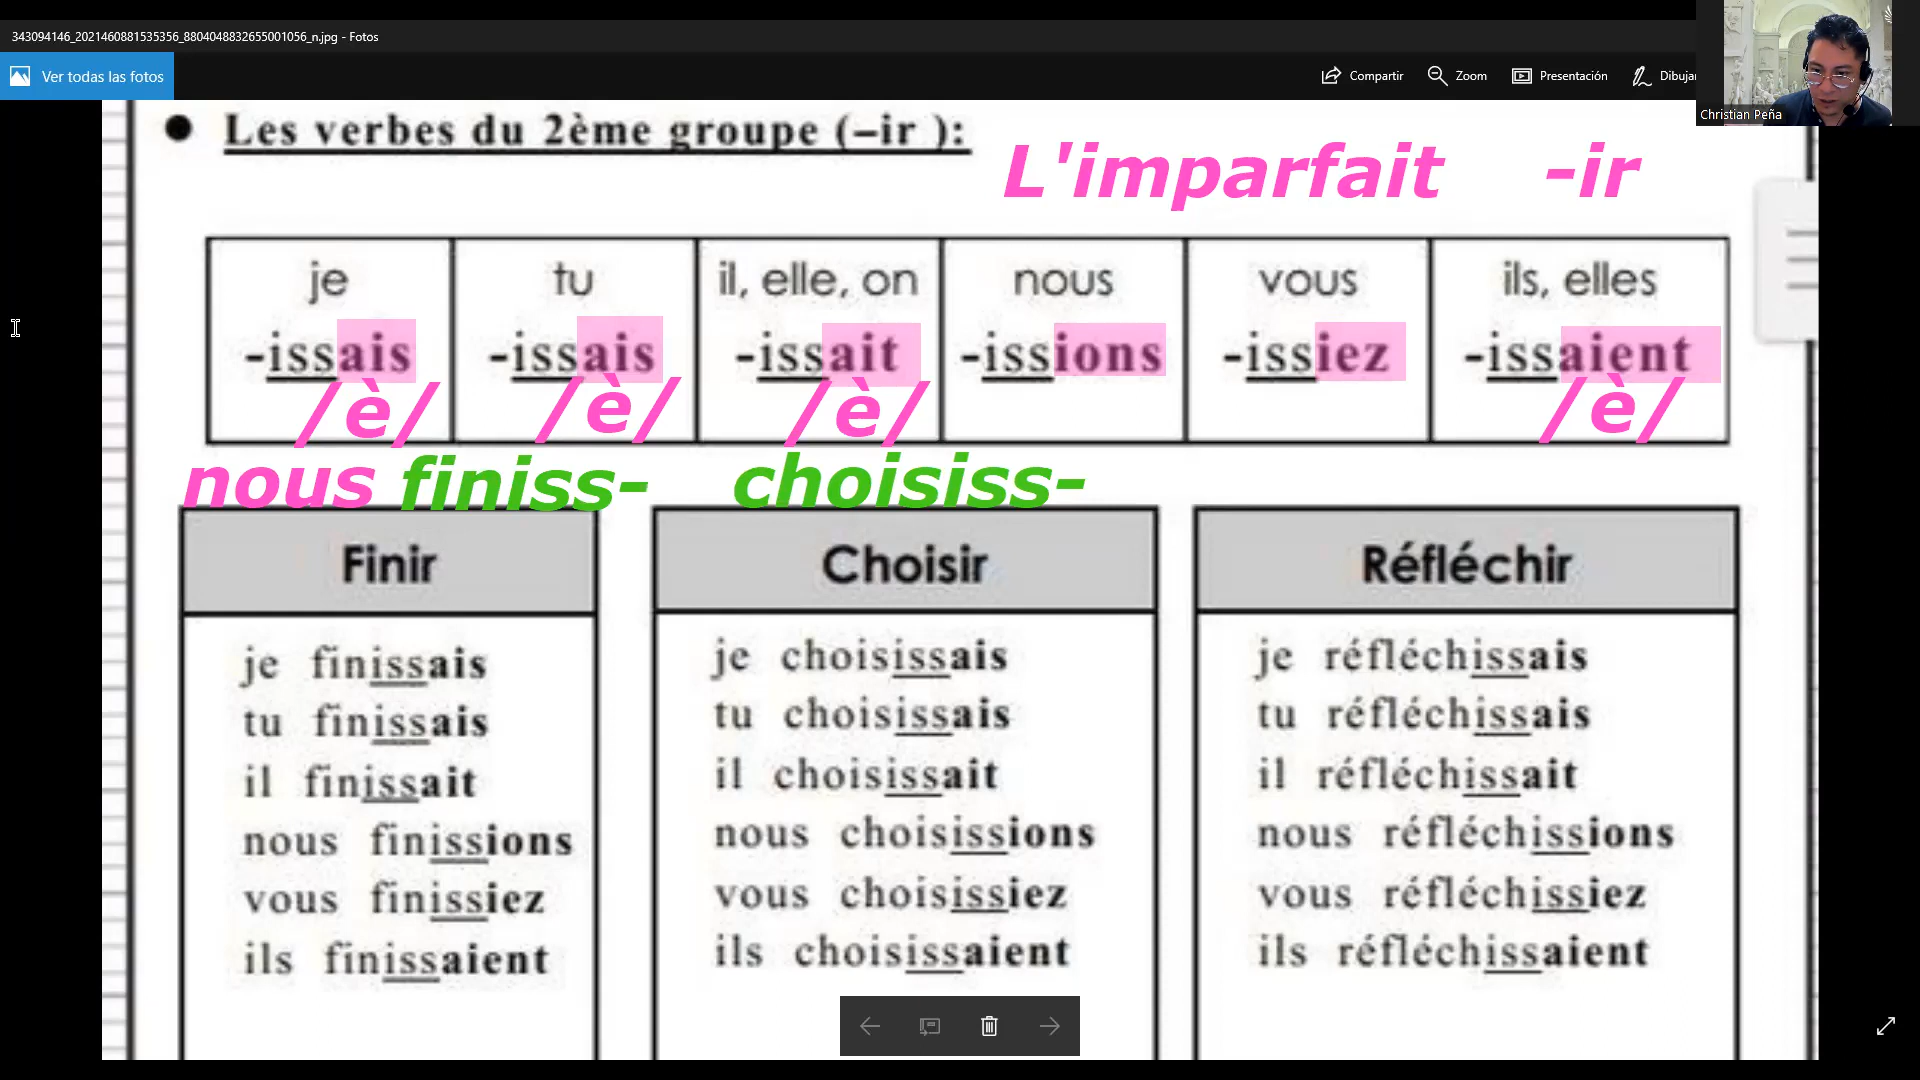 343094146_2021460881535356_8804048832655001056_n.jpg - Fotos
Ver todas las fotos
Compartir Zoom Presentación Dibujar
Christian Peña
Les verbes du 2ème groupe (–ir ):
L'imparfait -ir
je tu il, elle, on nous vous ils, elles
-issais -issais -issait -issions -issiez -issaient
/è/ /è/ /è/ /è/
nous finiss- choisiss-
Finir
je finissais
tu finissais
il finissait
nous finissions
vous finissiez
ils finissaient
Choisir
je choisissais
tu choisissais
il choisissait
nous choisissions
vous choisissiez
ils choisissaient
Réfléchir
je réfléchissais
tu réfléchissais
il réfléchissait
nous réfléchissions
vous réfléchissiez
ils réfléchissaient